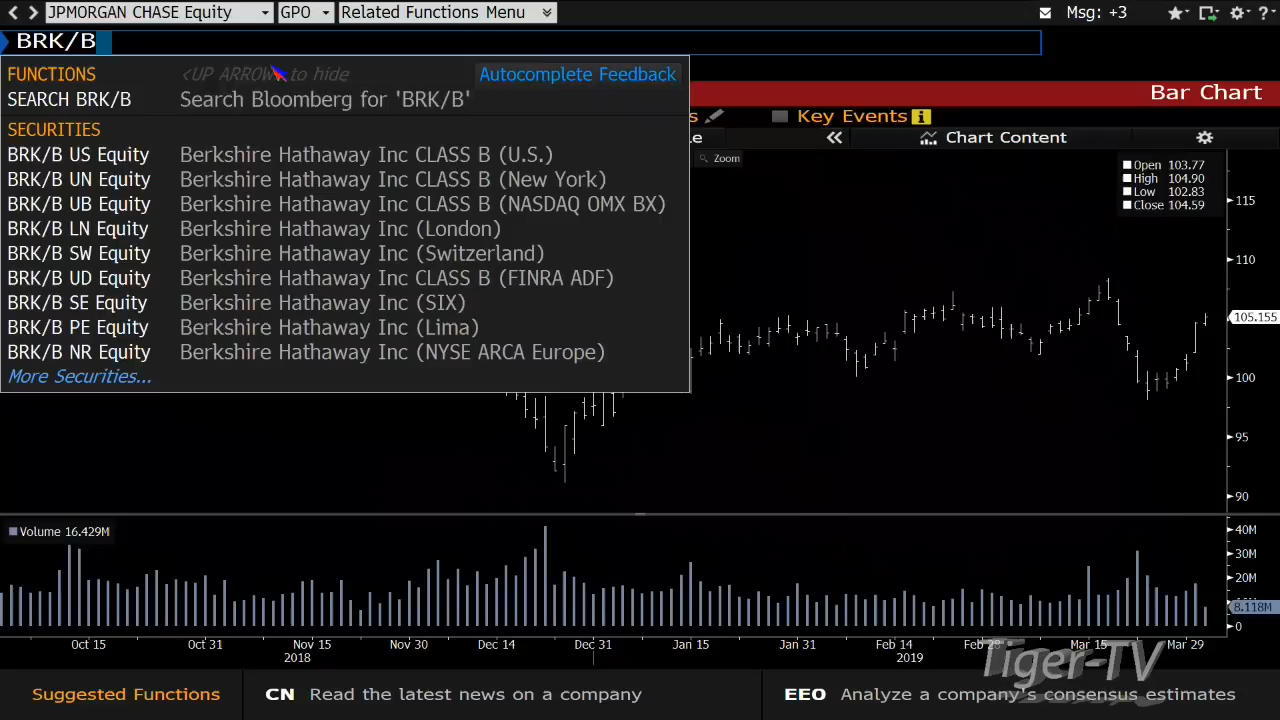 JPMORGAN CHASE Equity GPO Related Functions Menu Msg: +3 ?
BRK/B
FUNCTIONS <UP ARROW> to hide Autocomplete Feedback
SEARCH BRK/B Search Bloomberg for 'BRK/B'
Bar Chart
s Key Events i
e Chart Content
SECURITIES
BRK/B US Equity Berkshire Hathaway Inc CLASS B (U.S.)
BRK/B UN Equity Berkshire Hathaway Inc CLASS B (New York)
BRK/B UB Equity Berkshire Hathaway Inc CLASS B (NASDAQ OMX BX)
BRK/B LN Equity Berkshire Hathaway Inc (London)
BRK/B SW Equity Berkshire Hathaway Inc (Switzerland)
BRK/B UD Equity Berkshire Hathaway Inc CLASS B (FINRA ADF)
BRK/B SE Equity Berkshire Hathaway Inc (SIX)
BRK/B PE Equity Berkshire Hathaway Inc (Lima)
BRK/B NR Equity Berkshire Hathaway Inc (NYSE ARCA Europe)
More Securities...
Zoom
Open 103.77
High 104.90
Low 102.83
Close 104.59
115
110
105.155
100
95
90
Volume 16.429M
40M
30M
20M
8.118M
0
Oct 15 Oct 31 Nov 15 Nov 30 Dec 14 Dec 31 Jan 15 Jan 31 Feb 14 Feb 28 Mar 15 Mar 29
2018 2019
Tiger-TV
Suggested Functions CN Read the latest news on a company EEO Analyze a company's consensus estimates